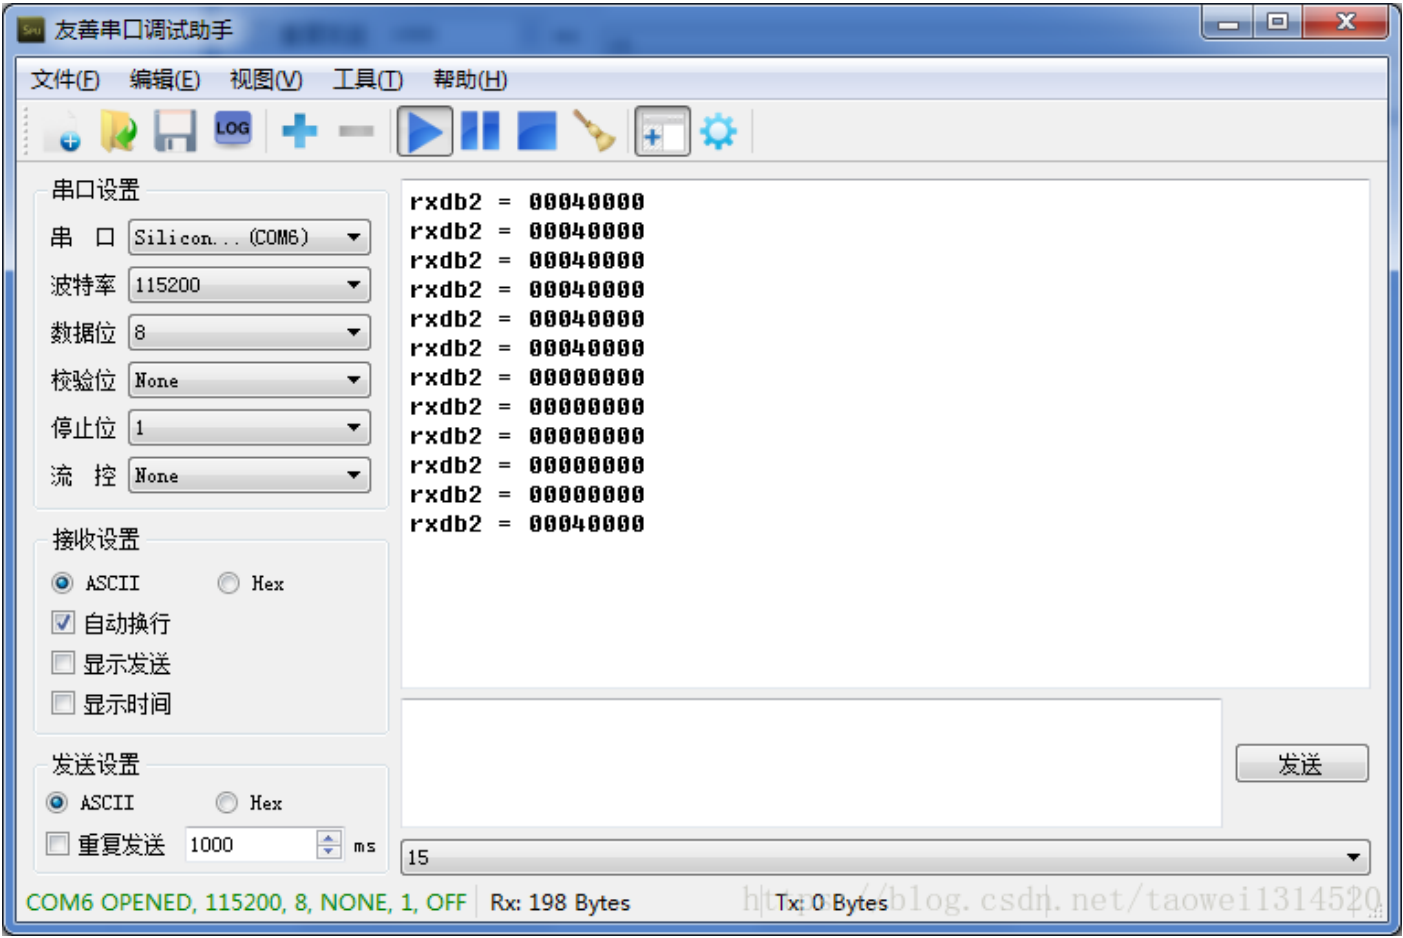 友善串口调试助手
文件(F) 编辑(E) 视图(V) 工具(T) 帮助(H)
LOG
串口设置
串 口 Silicon...(COM6)
波特率 115200
数据位 8
校验位 None
停止位 1
流 控 None
接收设置
ASCII Hex
自动换行
显示发送
显示时间
发送设置
ASCII Hex
重复发送 1000 ms
rxdb2 = 00040000
rxdb2 = 00040000
rxdb2 = 00040000
rxdb2 = 00040000
rxdb2 = 00040000
rxdb2 = 00040000
rxdb2 = 00000000
rxdb2 = 00000000
rxdb2 = 00000000
rxdb2 = 00000000
rxdb2 = 00000000
rxdb2 = 00040000
发送
15
COM6 OPENED, 115200, 8, NONE, 1, OFF Rx: 198 Bytes Tx: 0 Bytes
https://blog.csdn.net/taowei1314520